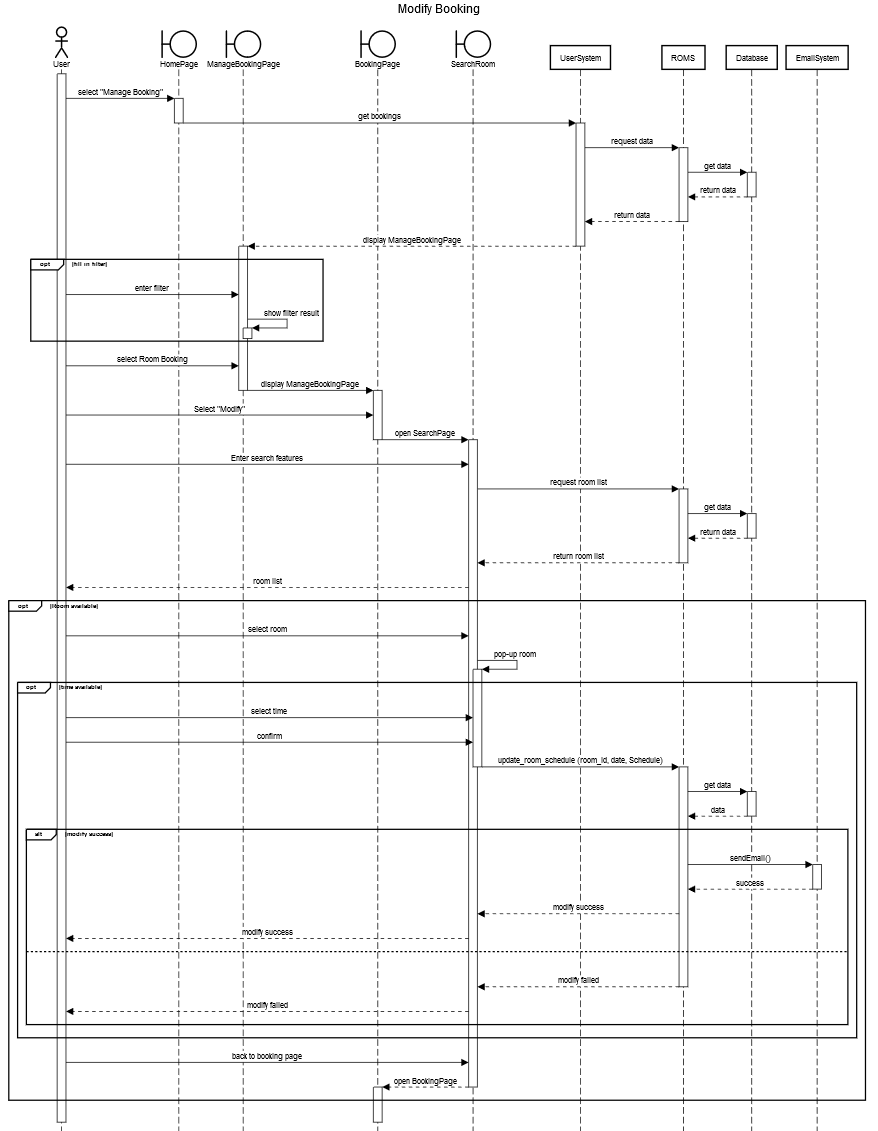 Modify Booking
User
HomePage
ManageBookingPage
BookingPage
SearchRoom
UserSystem
ROMS
Database
EmailSystem
select "Manage Booking"
get bookings
request data
get data
return data
return data
display ManageBookingPage
opt
[fill in filter]
enter filter
show filter result
select Room Booking
display ManageBookingPage
Select "Modify"
open SearchPage
Enter search features
request room list
get data
return data
return room list
room list
opt
[Room available]
select room
pop-up room
opt
[time available]
select time
confirm
update_room_schedule (room_id, date, Schedule)
get data
data
alt
[modify success]
sendEmail()
success
modify success
modify success
modify failed
modify failed
back to booking page
open BookingPage